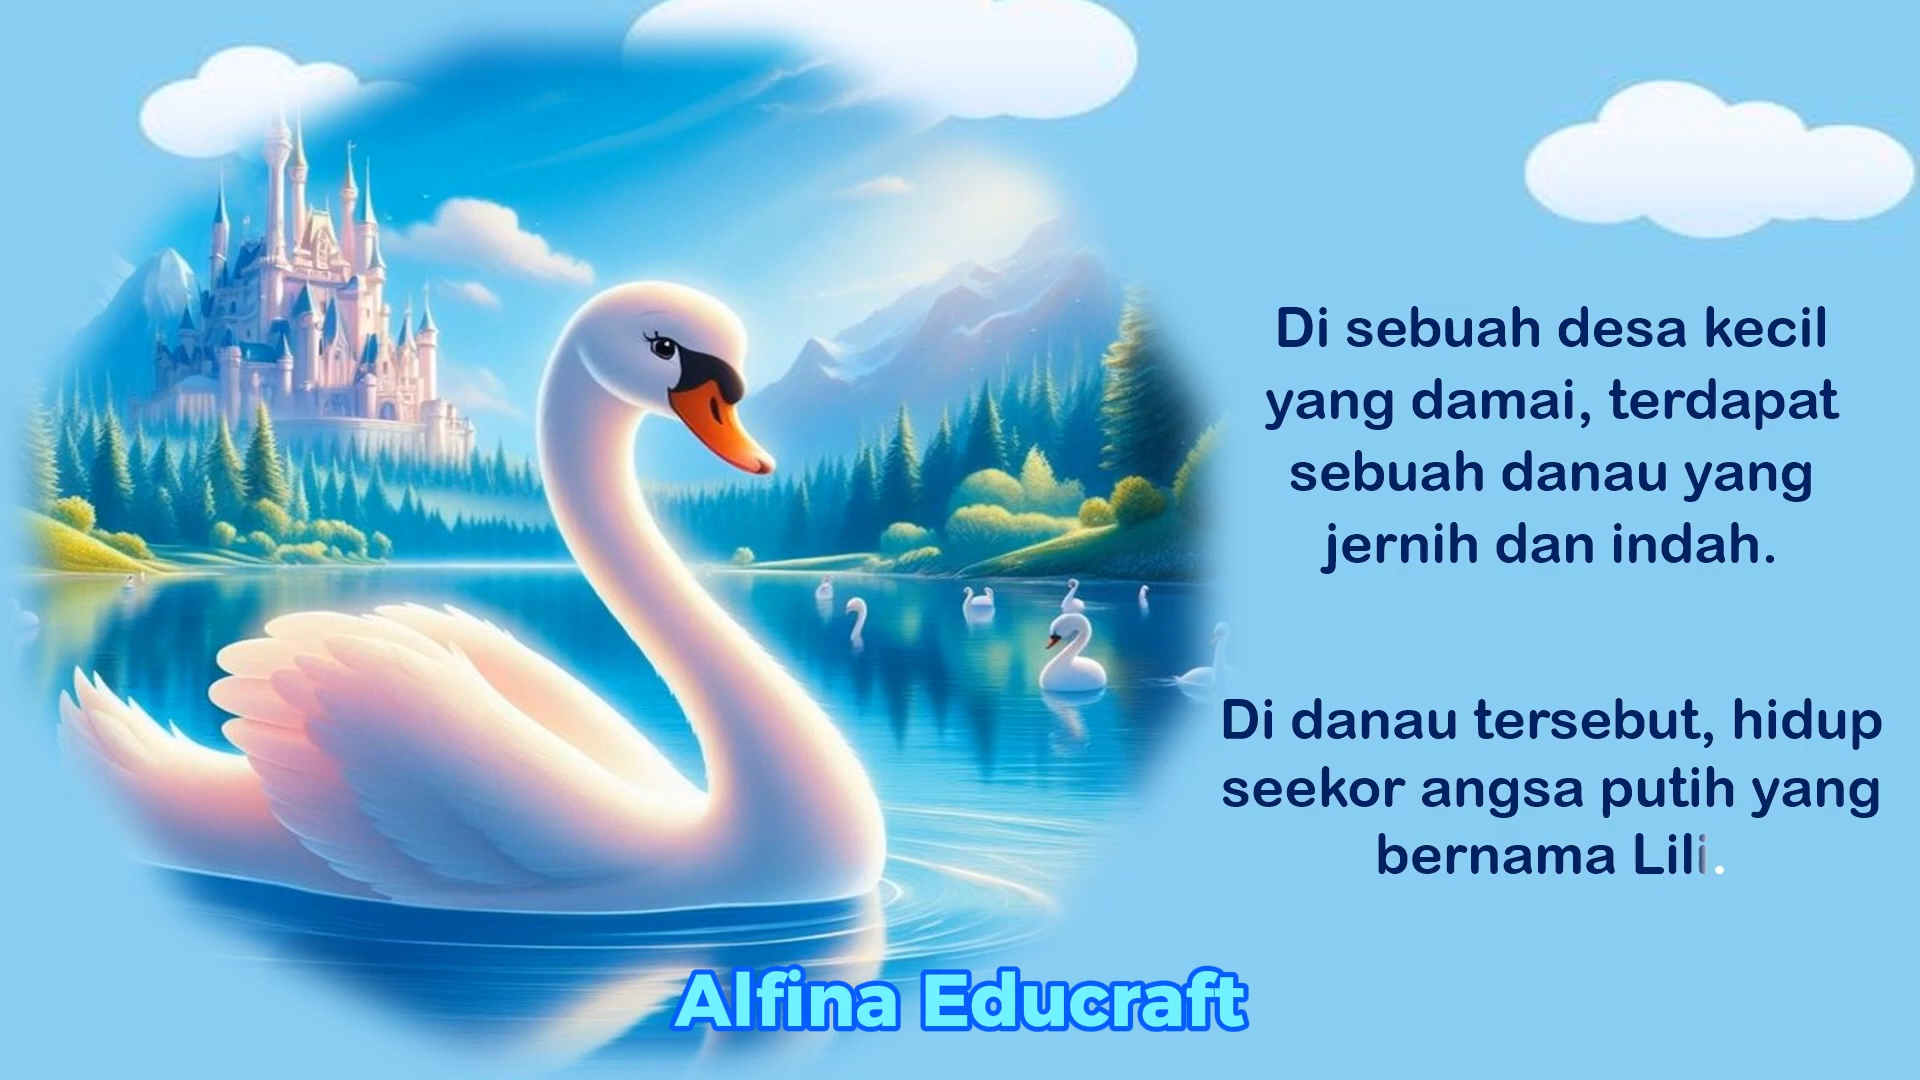 Di sebuah desa kecil
yang damai, terdapat
sebuah danau yang
jernih dan indah.
Di danau tersebut, hidup
seekor angsa putih yang
bernama Lili.
Alfina Educraft